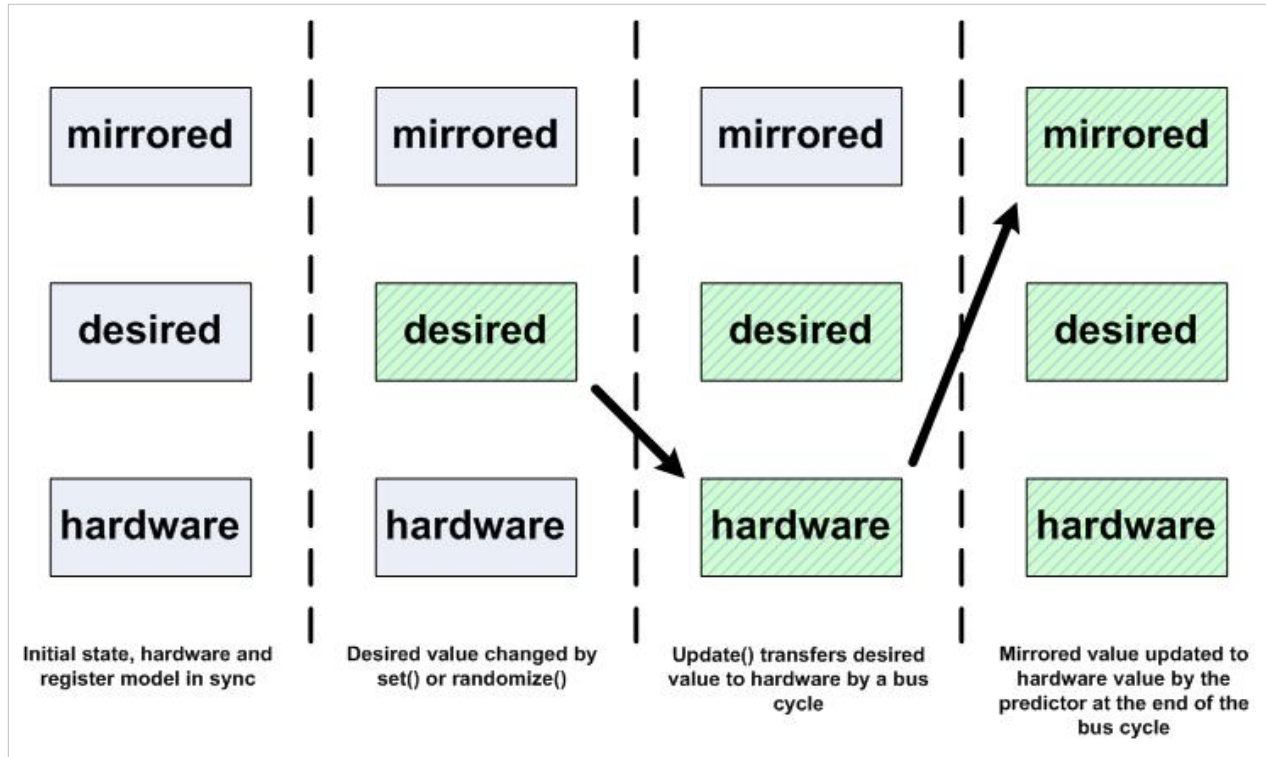 mirrored
mirrored
mirrored
mirrored
desired
desired
desired
desired
hardware
hardware
hardware
hardware
Initial state, hardware and
register model in sync
Desired value changed by
set() or randomize()
Update() transfers desired
value to hardware by a bus
cycle
Mirrored value updated to
hardware value by the
predictor at the end of the
bus cycle